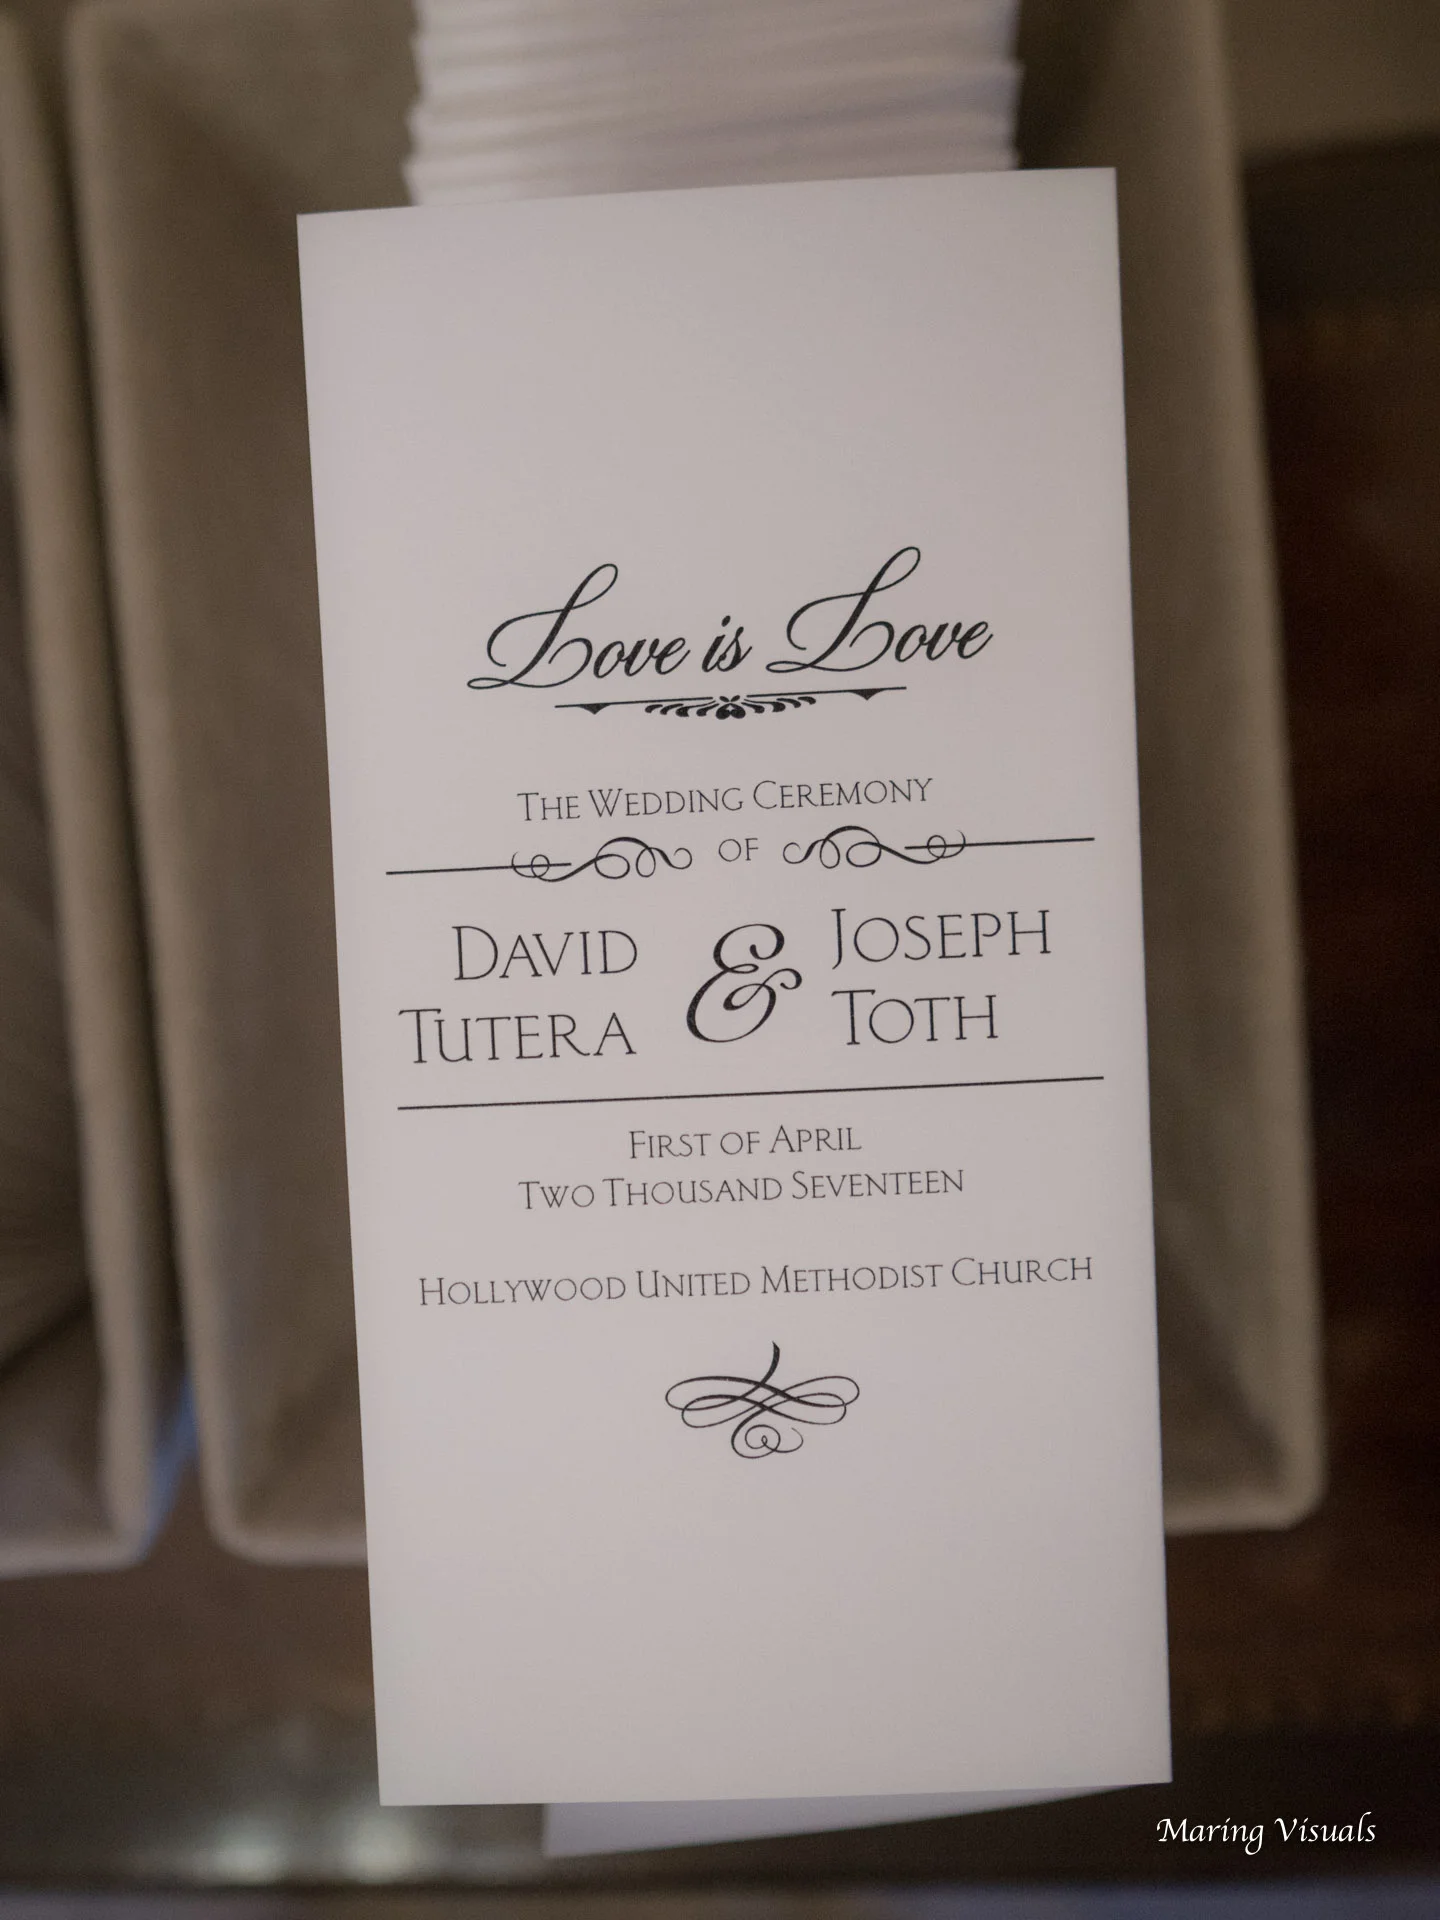 Love is Love
The Wedding Ceremony
of
David
Tutera
&
Joseph
Toth
First of April
Two Thousand Seventeen
Hollywood United Methodist Church
Maring Visuals